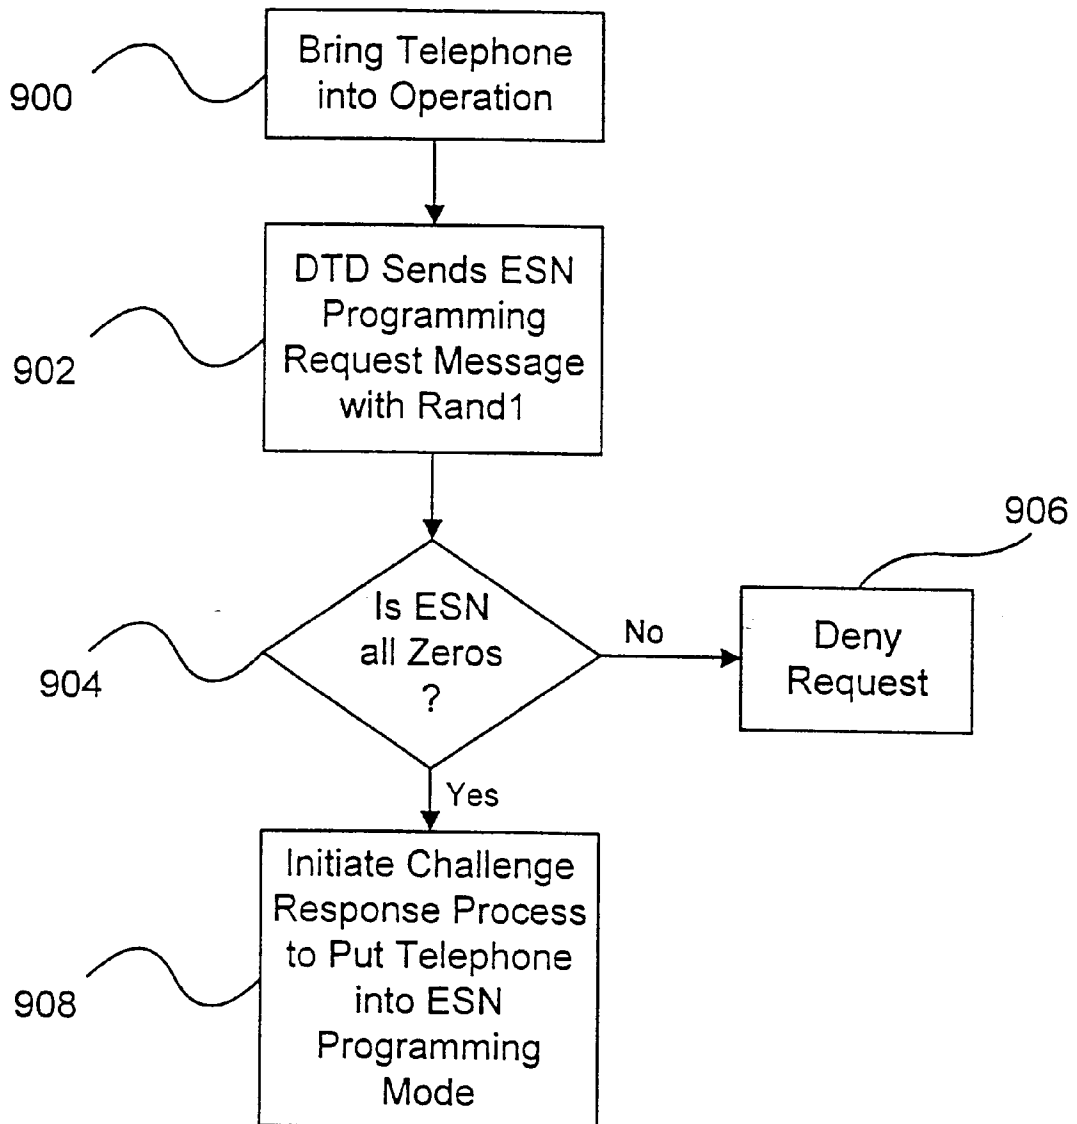 Bring Telephone
into Operation
900
DTD Sends ESN
Programming
Request Message
with Rand1
902
906
Is ESN
all Zeros
?
904
No
Deny
Request
Yes
Initiate Challenge
Response Process
to Put Telephone
into ESN
Programming
Mode
908